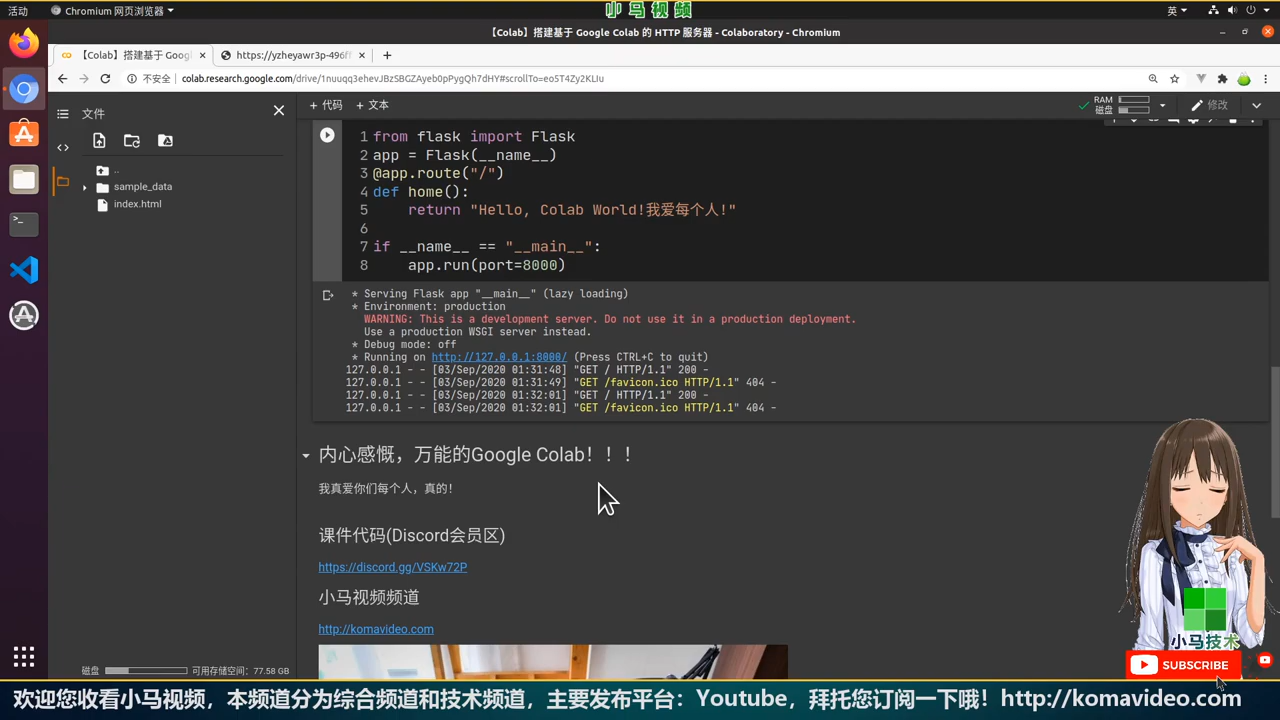 活动
Chromium 网页浏览器
小马视频
英
【Colab】搭建基于 Google Colab 的 HTTP 服务器 - Colaboratory - Chromium
【Colab】搭建基于 Goog
https://yzheyawr3p-496ff
不安全
colab.research.google.com/drive/1nuuqq3ehevJBzSBGZAyeb0pPygQh7dHY#scrollTo=eo5T4Zy2KLIu
文件
+ 代码 + 文本
RAM
磁盘
修改
..
sample_data
index.html
1 from flask import Flask
2 app = Flask(__name__)
3 @app.route("/")
4 def home():
5 return "Hello, Colab World!我爱每个人!"
6
7 if __name__ == "__main__":
8 app.run(port=8000)
* Serving Flask app "__main__" (lazy loading)
* Environment: production
WARNING: This is a development server. Do not use it in a production deployment.
Use a production WSGI server instead.
* Debug mode: off
* Running on http://127.0.0.1:8000/ (Press CTRL+C to quit)
127.0.0.1 - - [03/Sep/2020 01:31:48] "GET / HTTP/1.1" 200 -
127.0.0.1 - - [03/Sep/2020 01:31:49] "GET /favicon.ico HTTP/1.1" 404 -
127.0.0.1 - - [03/Sep/2020 01:32:01] "GET / HTTP/1.1" 200 -
127.0.0.1 - - [03/Sep/2020 01:32:01] "GET /favicon.ico HTTP/1.1" 404 -
内心感慨，万能的Google Colab！！！
我真爱你们每个人，真的！
课件代码(Discord会员区)
https://discord.gg/VSKw72P
小马视频频道
http://komavideo.com
磁盘
可用存储空间：77.58 GB
小马技术
SUBSCRIBE
欢迎您收看小马视频，本频道分为综合频道和技术频道，主要发布平台：Youtube，拜托您订阅一下哦！http://komavideo.com